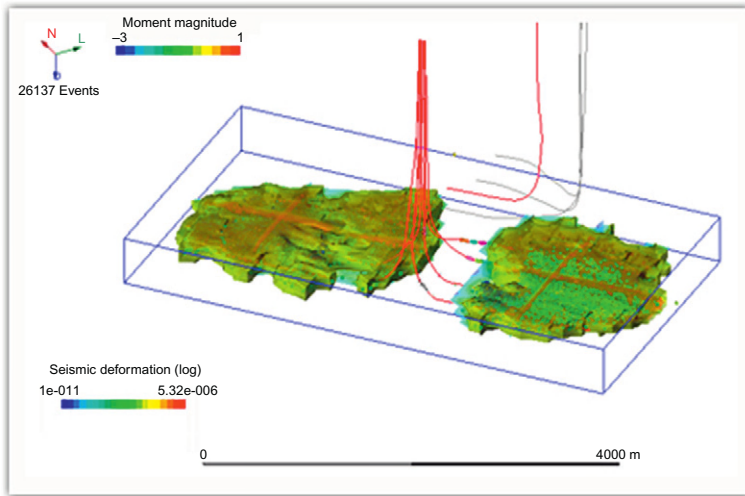 N
L
D
26137 Events
Moment magnitude
–3 1
Seismic deformation (log)
1e-011 5.32e-006
0 4000 m